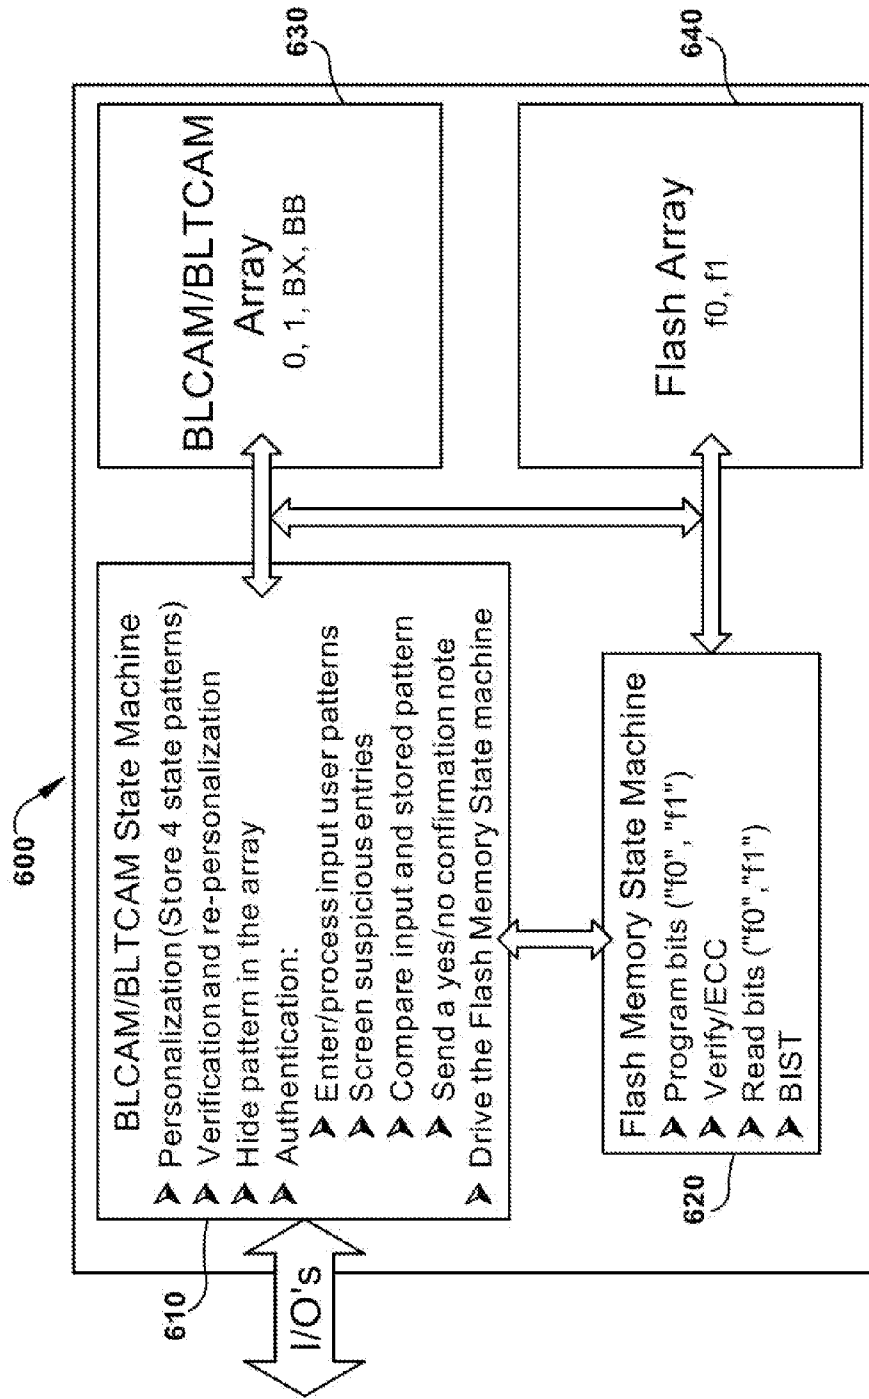 600
610
I/O's
BLCAM/BLTCAM State Machine
Personalization (Store 4 state patterns)
Verification and re-personalization
Hide pattern in the array
Authentication:
Enter/process input user patterns
Screen suspicious entries
Compare input and stored pattern
Send a yes/no confirmation note
Drive the Flash Memory State machine
630
BLCAM/BLTCAM
Array
0, 1, BX, BB
620
Flash Memory State Machine
Program bits ("f0", "f1")
Verify/ECC
Read bits ("f0","f1")
BIST
640
Flash Array
f0, f1